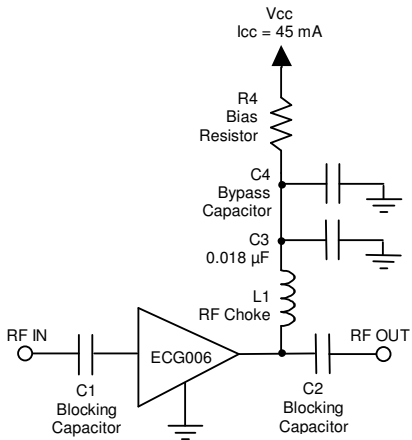 Vcc
Icc = 45 mA
R4
Bias
Resistor
C4
Bypass
Capacitor
C3
0.018 µF
L1
RF Choke
RF IN
ECG006
RF OUT
C1
Blocking
Capacitor
C2
Blocking
Capacitor